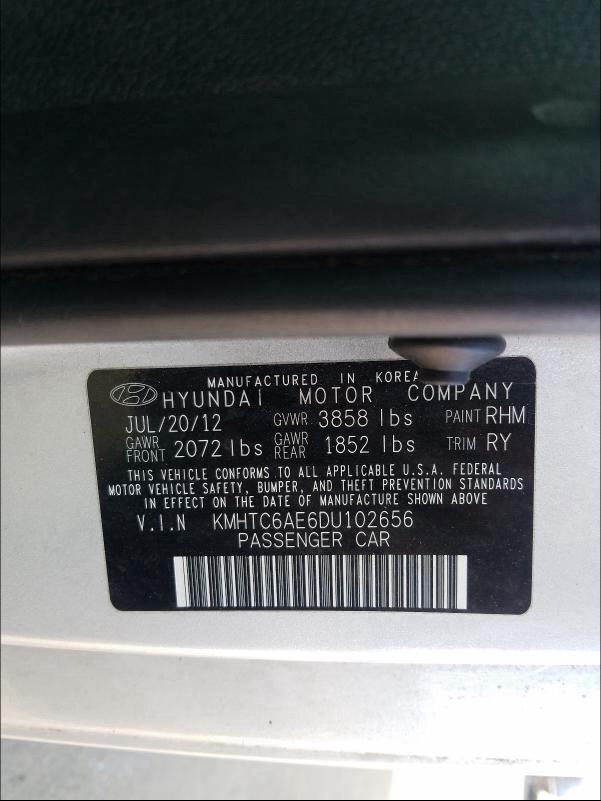 MANUFACTURED IN KOREA
HYUNDAI MOTOR COMPANY
JUL/20/12 GVWR 3858 lbs PAINT RHM
GAWR FRONT 2072 lbs GAWR REAR 1852 lbs TRIM RY
THIS VEHICLE CONFORMS TO ALL APPLICABLE U.S.A. FEDERAL
MOTOR VEHICLE SAFETY, BUMPER, AND THEFT PREVENTION STANDARDS
IN EFFECT ON THE DATE OF MANUFACTURE SHOWN ABOVE
V.I.N KMHTC6AE6DU102656
PASSENGER CAR